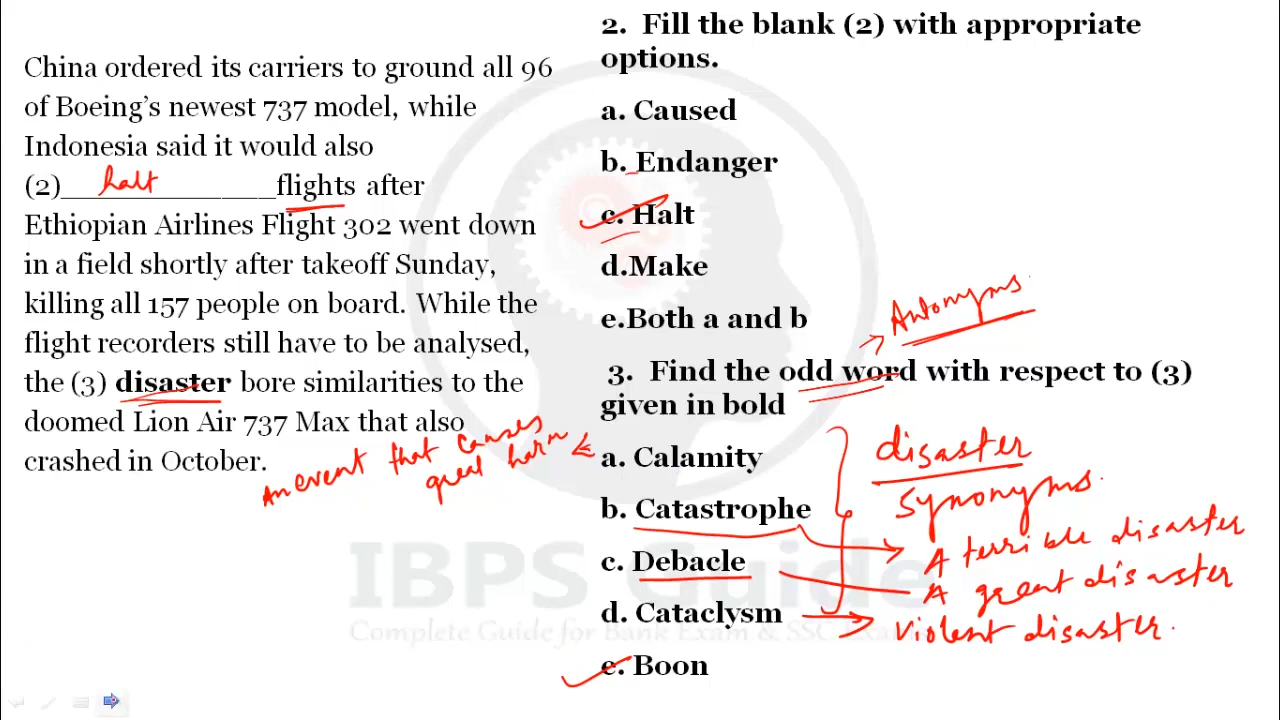 China ordered its carriers to ground all 96
of Boeing's newest 737 model, while
Indonesia said it would also
(2)____halt____flights after
Ethiopian Airlines Flight 302 went down
in a field shortly after takeoff Sunday,
killing all 157 people on board. While the
flight recorders still have to be analysed,
the (3) disaster bore similarities to the
doomed Lion Air 737 Max that also
crashed in October.
An event that causes
great harm
2. Fill the blank (2) with appropriate
options.
a. Caused
b. Endanger
c. Halt
d.Make
e.Both a and b
Antonyms
3. Find the odd word with respect to (3)
given in bold
a. Calamity
b. Catastrophe
c. Debacle
d. Cataclysm
e. Boon
disaster
synonyms
A terrible disaster
A great disaster
violent disaster.
IBPS Guide
Complete Guide for Bank Exam & SSC Exams